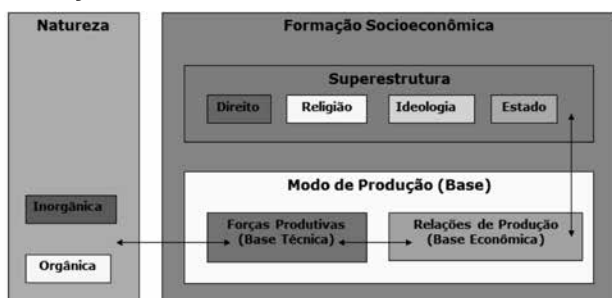 Natureza
Formação Socioeconômica
Superestrutura
Direito
Religião
Ideologia
Estado
Modo de Produção (Base)
Inorgânica
Orgânica
Forças Produtivas
(Base Técnica)
Relações de Produção
(Base Econômica)